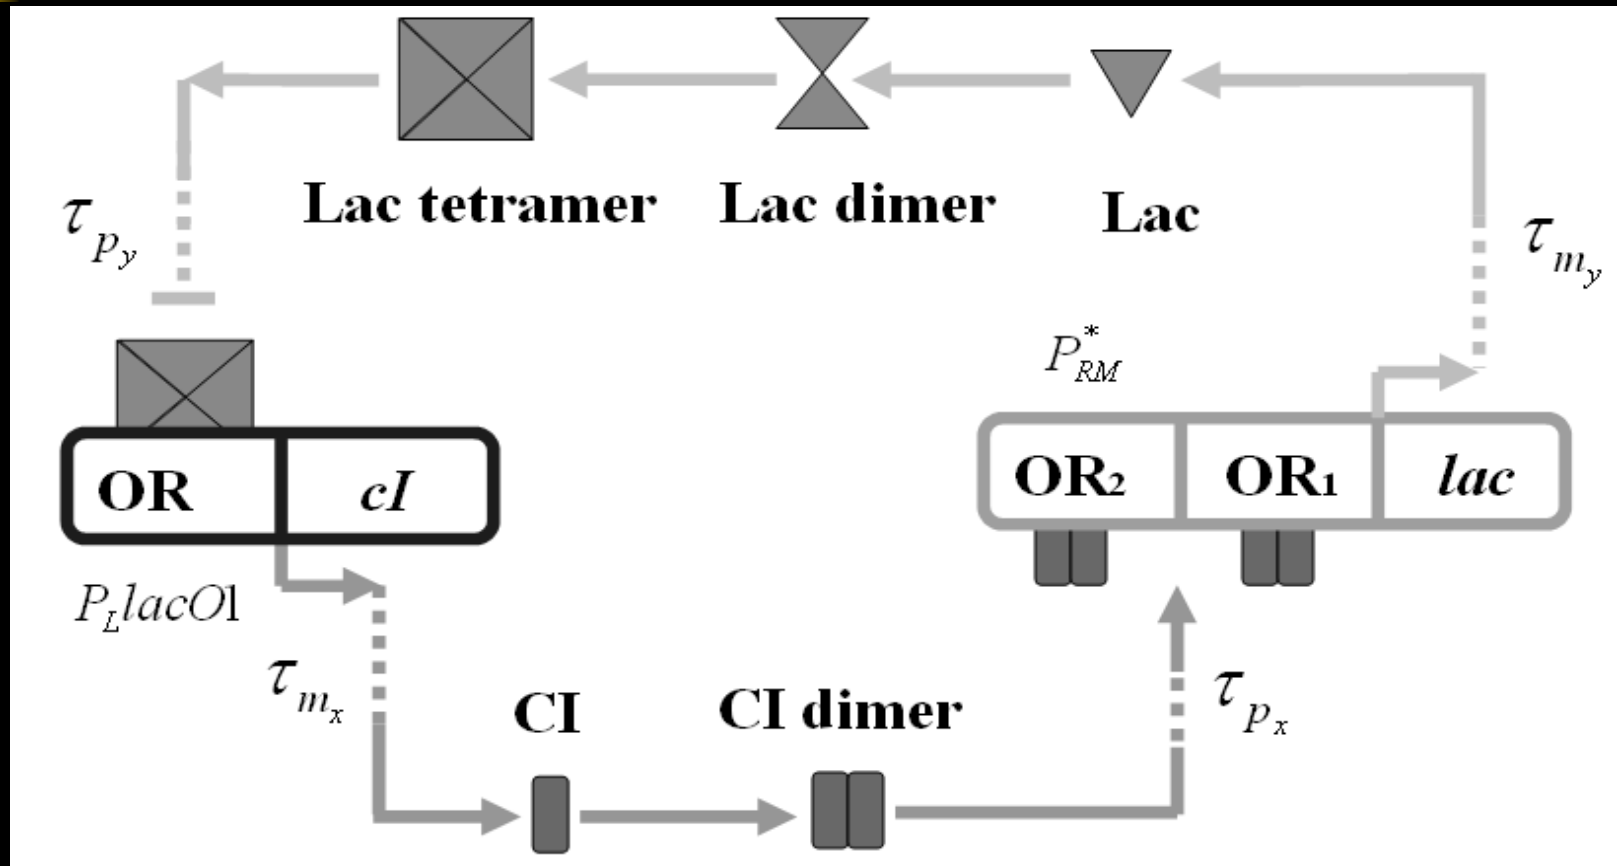 Lac tetramer
Lac dimer
Lac
τ_{p_y}
τ_{m_y}
P*_{RM}
OR
cI
OR₂
OR₁
lac
P_L lacO1
τ_{m_x}
CI
CI dimer
τ_{p_x}